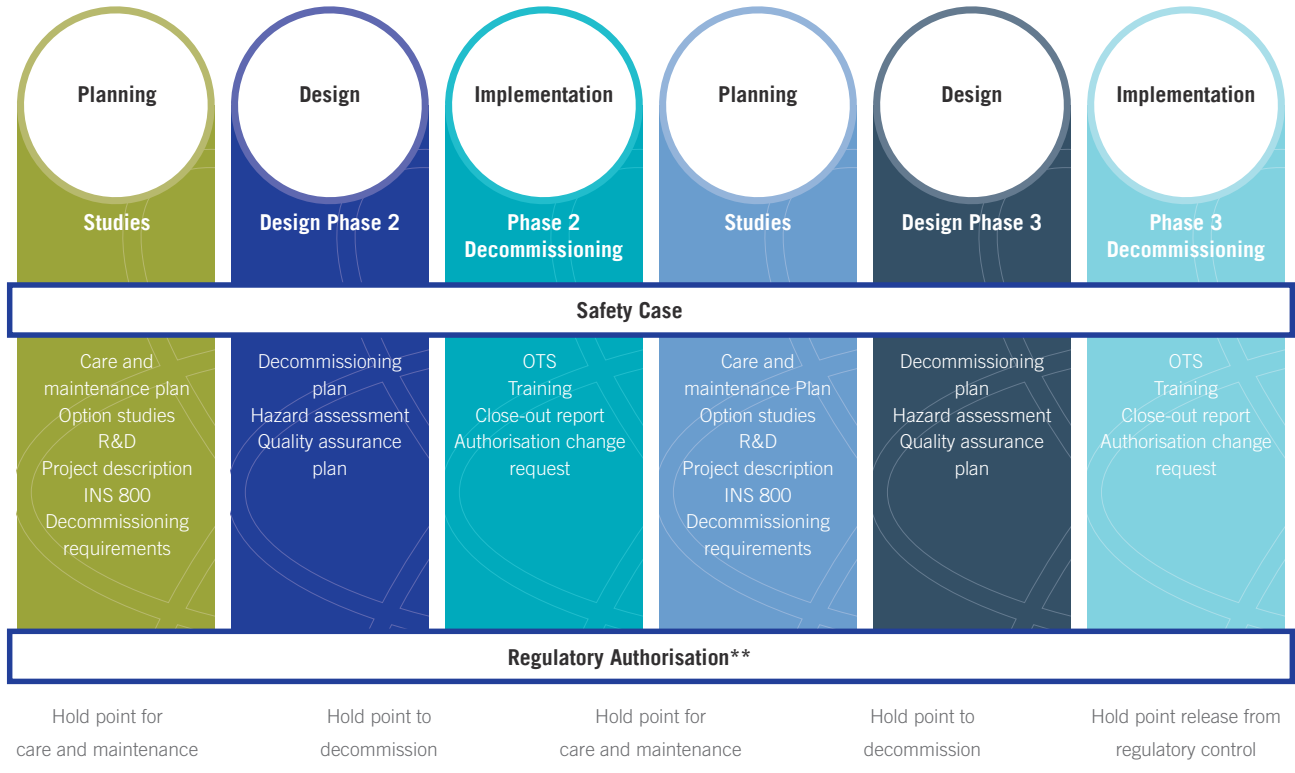 Planning
Studies
Design
Design Phase 2
Implementation
Phase 2
Decommissioning
Planning
Studies
Design
Design Phase 3
Implementation
Phase 3
Decommissioning
Safety Case
Care and
maintenance plan
Option studies
R&D
Project description
INS 800
Decommissioning
requirements
Decommissioning
plan
Hazard assessment
Quality assurance
plan
OTS
Training
Close-out report
Authorisation change
request
Care and
maintenance Plan
Option studies
R&D
Project description
INS 800
Decommissioning
requirements
Decommissioning
plan
Hazard assessment
Quality assurance
plan
OTS
Training
Close-out report
Authorisation change
request
Regulatory Authorisation**
Hold point for
care and maintenance
Hold point to
decommission
Hold point for
care and maintenance
Hold point to
decommission
Hold point release from
regulatory control